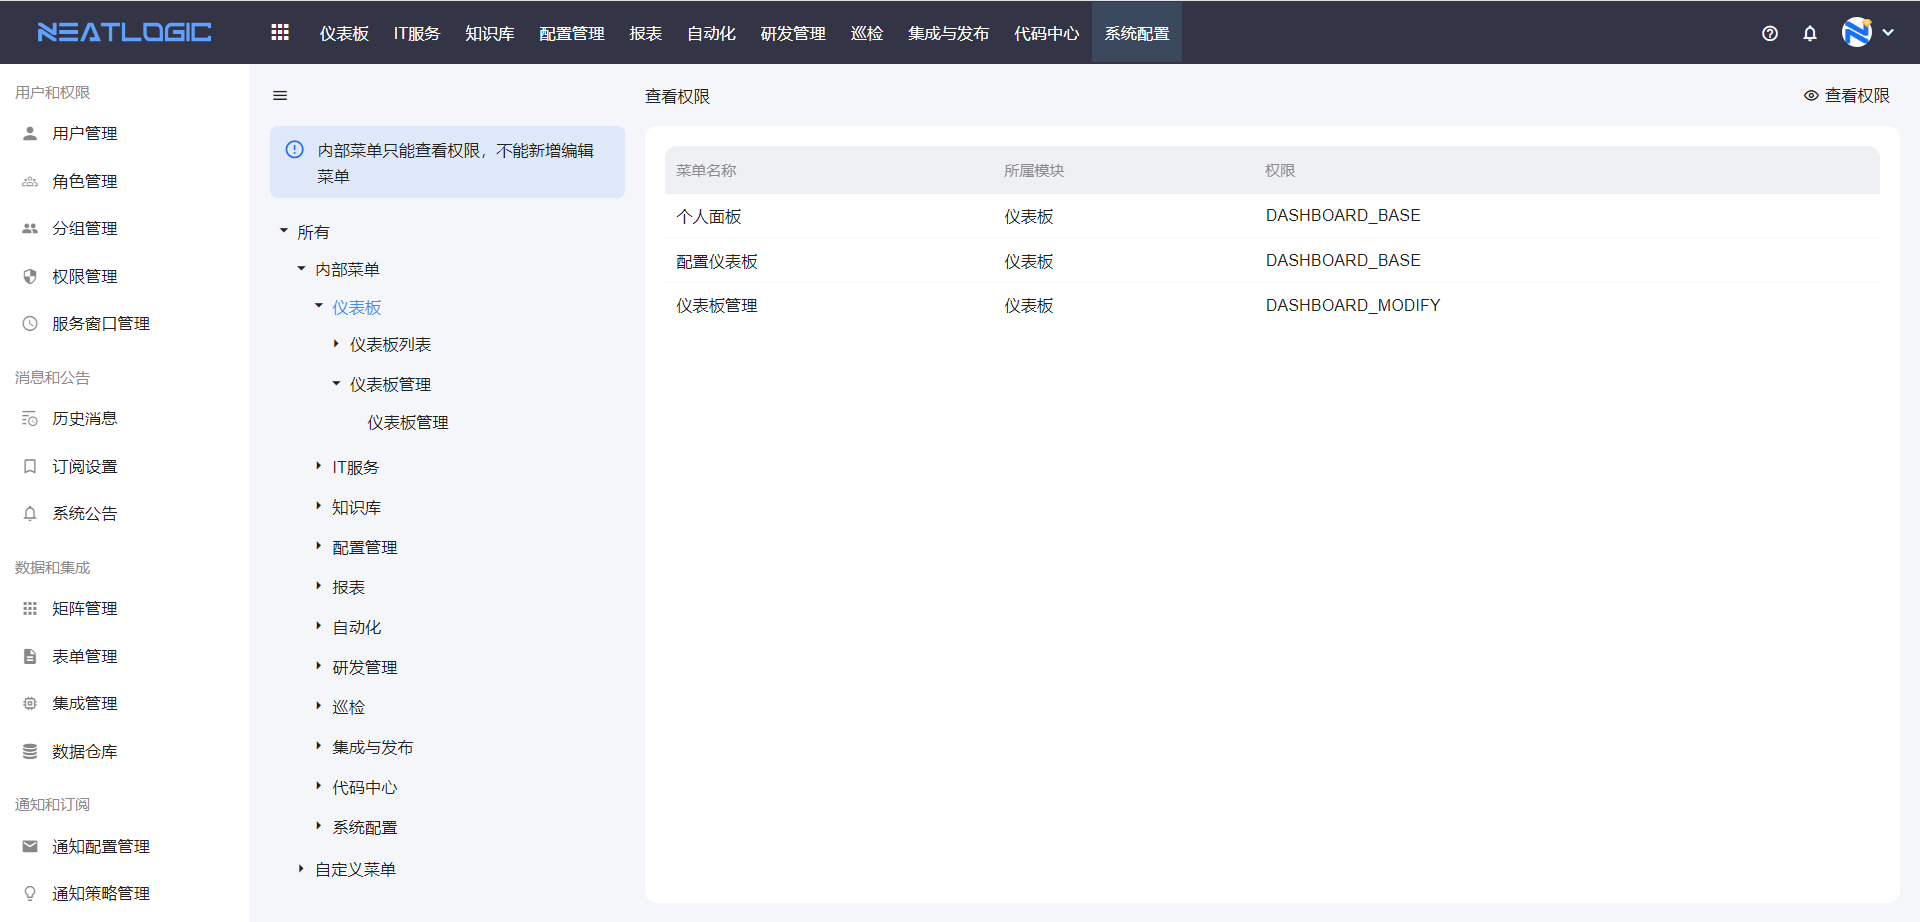 NEATLOGIC
仪表板 IT服务 知识库 配置管理 报表 自动化 研发管理 巡检 集成与发布 代码中心 系统配置
用户和权限
用户管理
角色管理
分组管理
权限管理
服务窗口管理
消息和公告
历史消息
订阅设置
系统公告
数据和集成
矩阵管理
表单管理
集成管理
数据仓库
通知和订阅
通知配置管理
通知策略管理
内部菜单只能查看权限，不能新增编辑
菜单
所有
内部菜单
仪表板
仪表板列表
仪表板管理
仪表板管理
IT服务
知识库
配置管理
报表
自动化
研发管理
巡检
集成与发布
代码中心
系统配置
自定义菜单
查看权限
查看权限
菜单名称 所属模块 权限
个人面板 仪表板 DASHBOARD_BASE
配置仪表板 仪表板 DASHBOARD_BASE
仪表板管理 仪表板 DASHBOARD_MODIFY